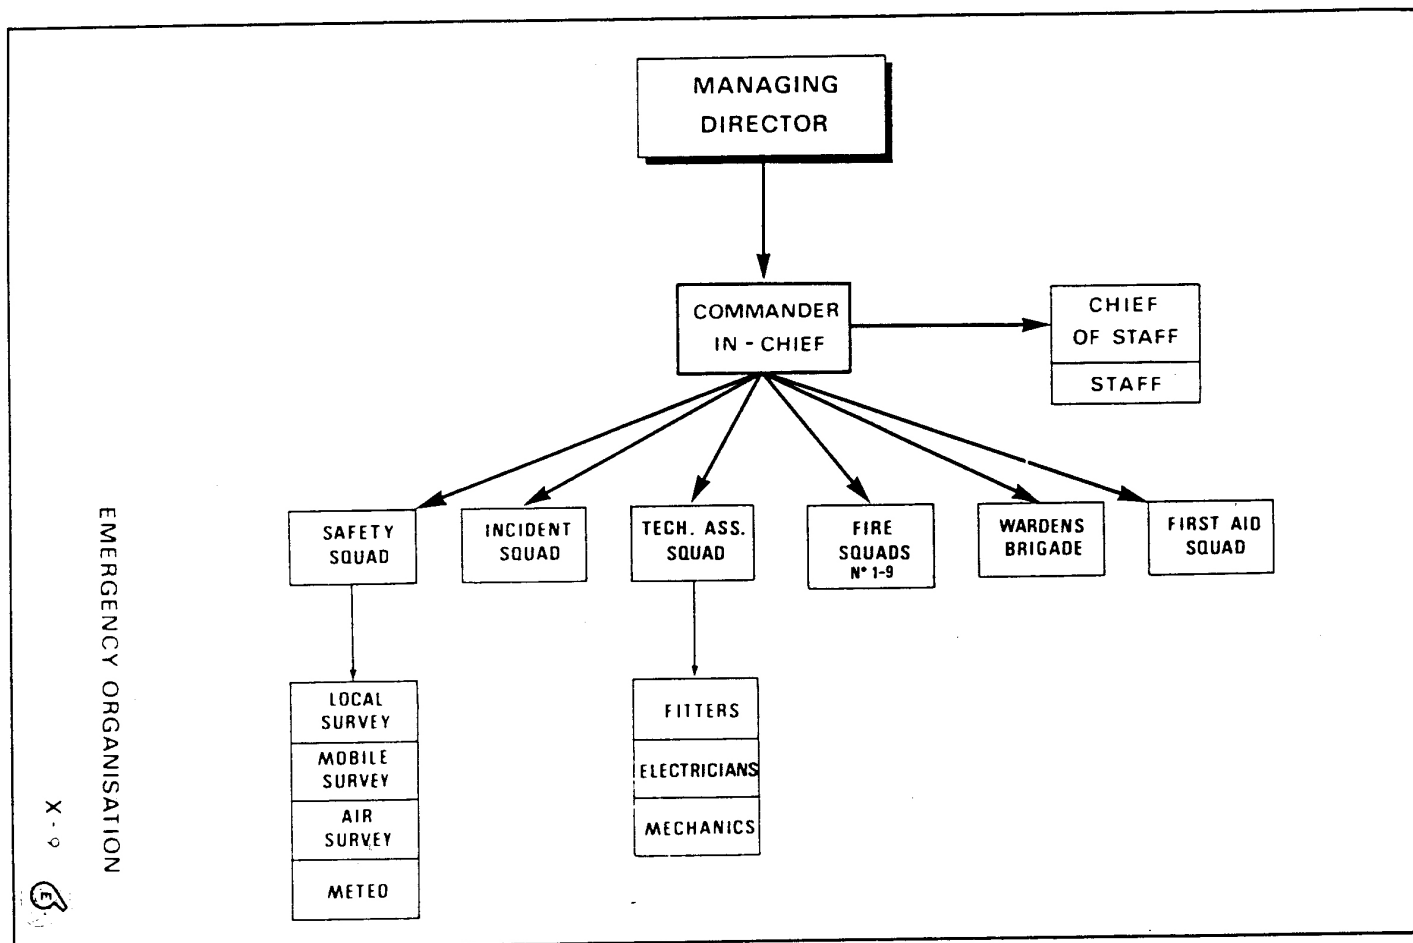 MANAGING
DIRECTOR
COMMANDER
IN - CHIEF
CHIEF
OF STAFF
STAFF
SAFETY
SQUAD
INCIDENT
SQUAD
TECH. ASS.
SQUAD
FIRE
SQUADS
N° 1-9
WARDENS
BRIGADE
FIRST AID
SQUAD
LOCAL
SURVEY
MOBILE
SURVEY
AIR
SURVEY
METEO
FITTERS
ELECTRICIANS
MECHANICS
EMERGENCY ORGANISATION
X - 9
E